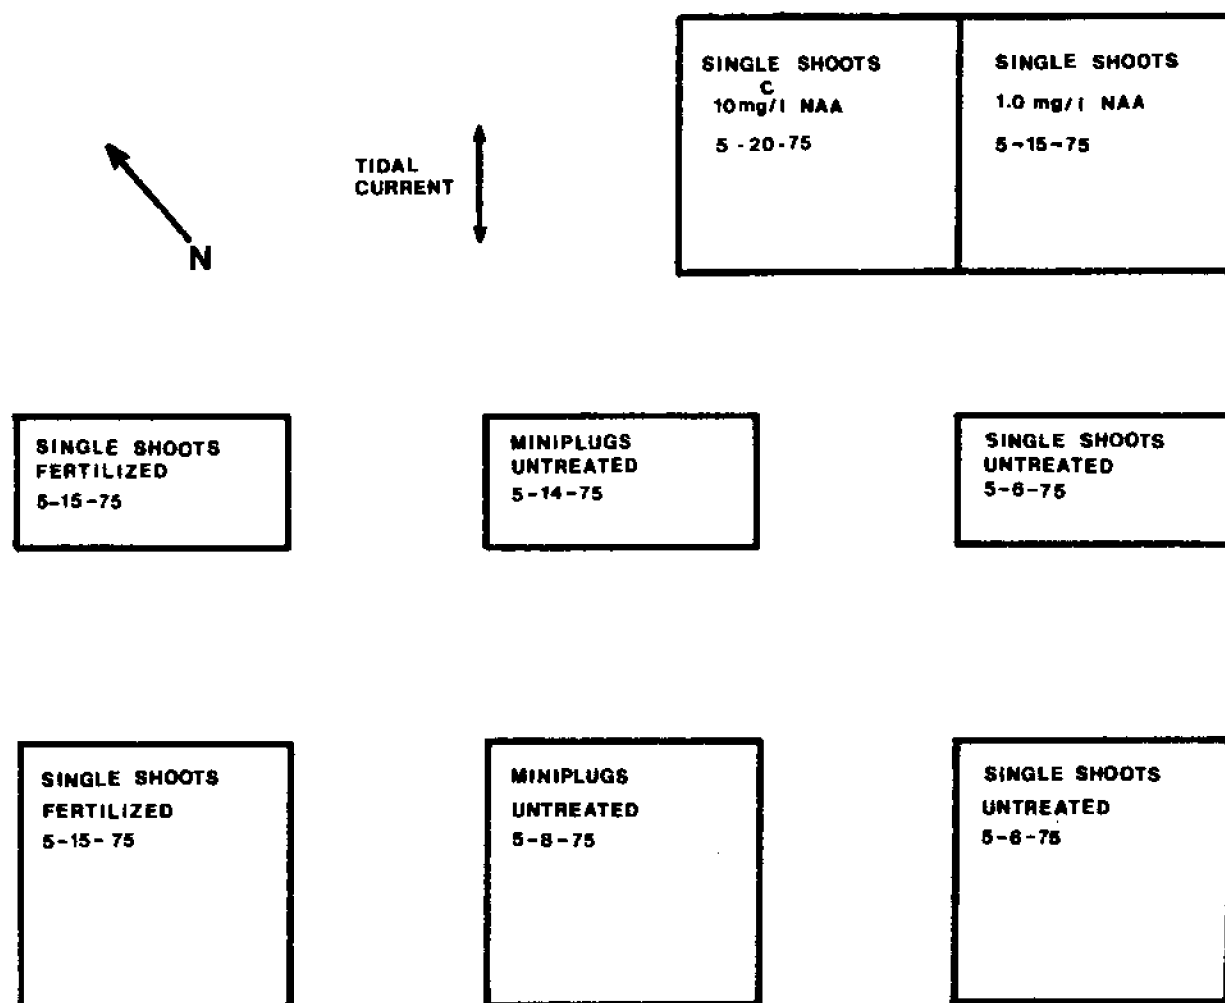 SINGLE SHOOTS
C
10mg/l NAA
5-20-75
SINGLE SHOOTS
1.0 mg/l NAA
5-15-75
TIDAL
CURRENT
N
SINGLE SHOOTS
FERTILIZED
5-15-75
MINIPLUGS
UNTREATED
5-14-75
SINGLE SHOOTS
UNTREATED
5-6-75
SINGLE SHOOTS
FERTILIZED
5-15-75
MINIPLUGS
UNTREATED
5-8-75
SINGLE SHOOTS
UNTREATED
5-6-75